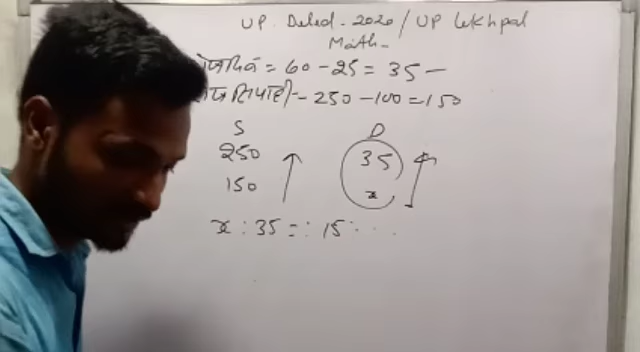 UP. Deled - 2020 / UP Lekhpal
Math -
= 60 - 25 = 35 -
- 250 - 100 = 150
S D
250 35
150 x
x : 35 = : 15 : . . .